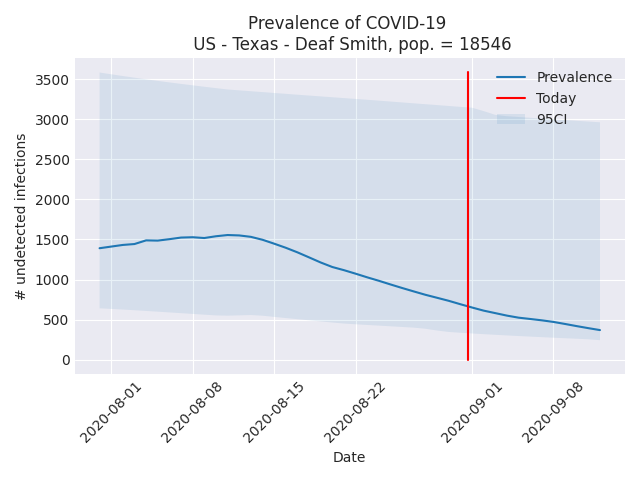 Prevalence of COVID-19
US - Texas - Deaf Smith, pop. = 18546
Prevalence
Today
95CI
# undetected infections
3500
3000
2500
2000
1500
1000
500
0
2020-08-01
2020-08-08
2020-08-15
2020-08-22
2020-09-01
2020-09-08
Date